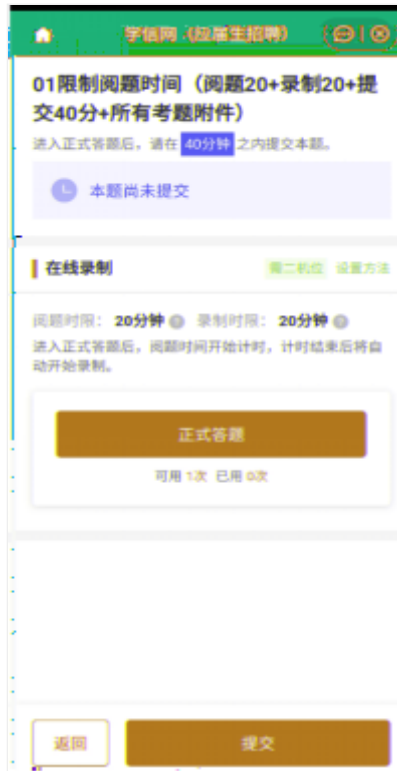 学信网（应届生招聘）
01限制阅题时间（阅题20+录制20+提
交40分+所有考题附件）
进入正式答题后，请在 40分钟 之内提交本题。
本题尚未提交
在线录制 需二机位 设置方法
阅题时限： 20分钟 录制时限： 20分钟
进入正式答题后，阅题时间开始计时，计时结束后将自
动开始录制。
正式答题
可用 1次 已用 0次
返回 提交